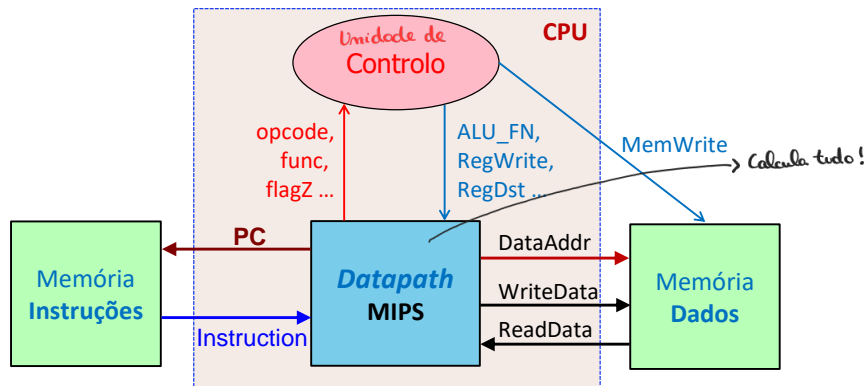 CPU
Unidade de
Controlo
opcode,
func,
flagZ ...
ALU_FN,
RegWrite,
RegDst ...
MemWrite
Calcula tudo!
PC
Memória
Instruções
Instruction
Datapath
MIPS
DataAddr
WriteData
ReadData
Memória
Dados